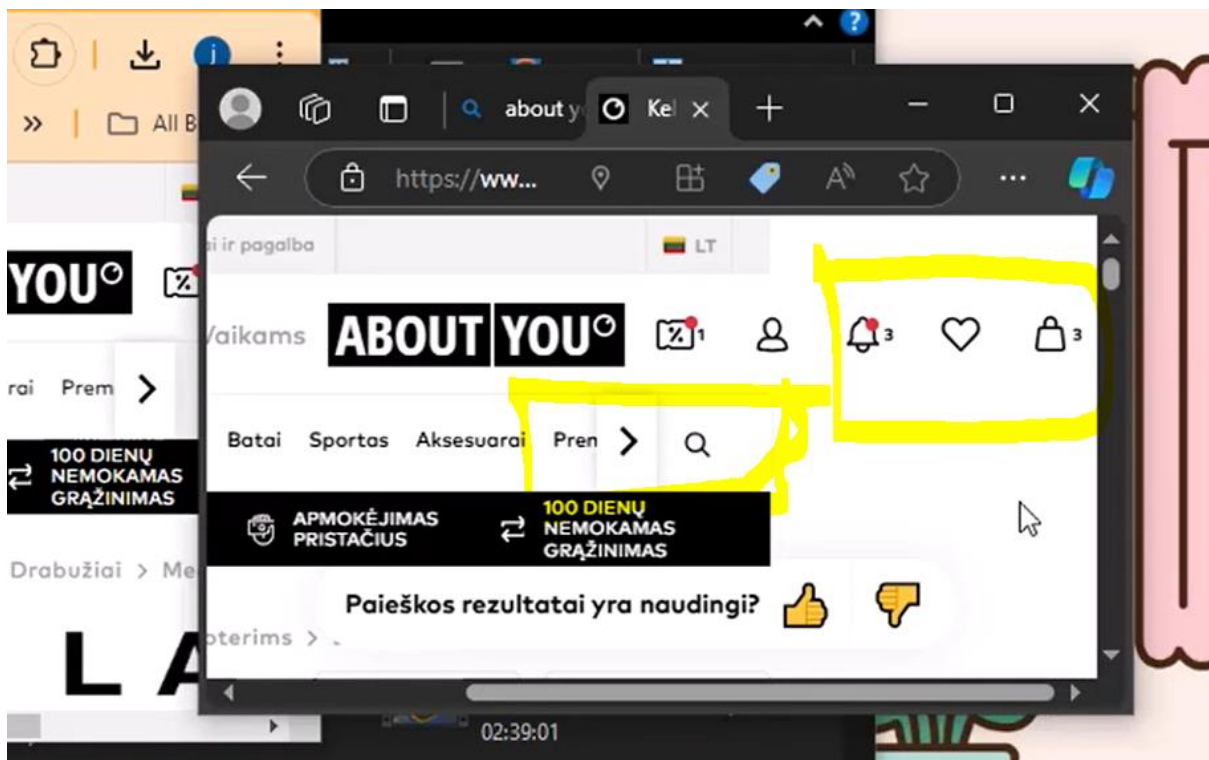 j
» All B
about y Kel
https://ww...
ai ir pagalba LT
YOU
Vaikams ABOUT YOU 1 3 3
rai Prem
Batai Sportas Aksesuarai Pren
100 DIENŲ
NEMOKAMAS
GRĄŽINIMAS
APMOKĖJIMAS
PRISTAČIUS
100 DIENŲ
NEMOKAMAS
GRĄŽINIMAS
Drabužiai > Me
Paieškos rezultatai yra naudingi?
oterims >
L A
02:39:01